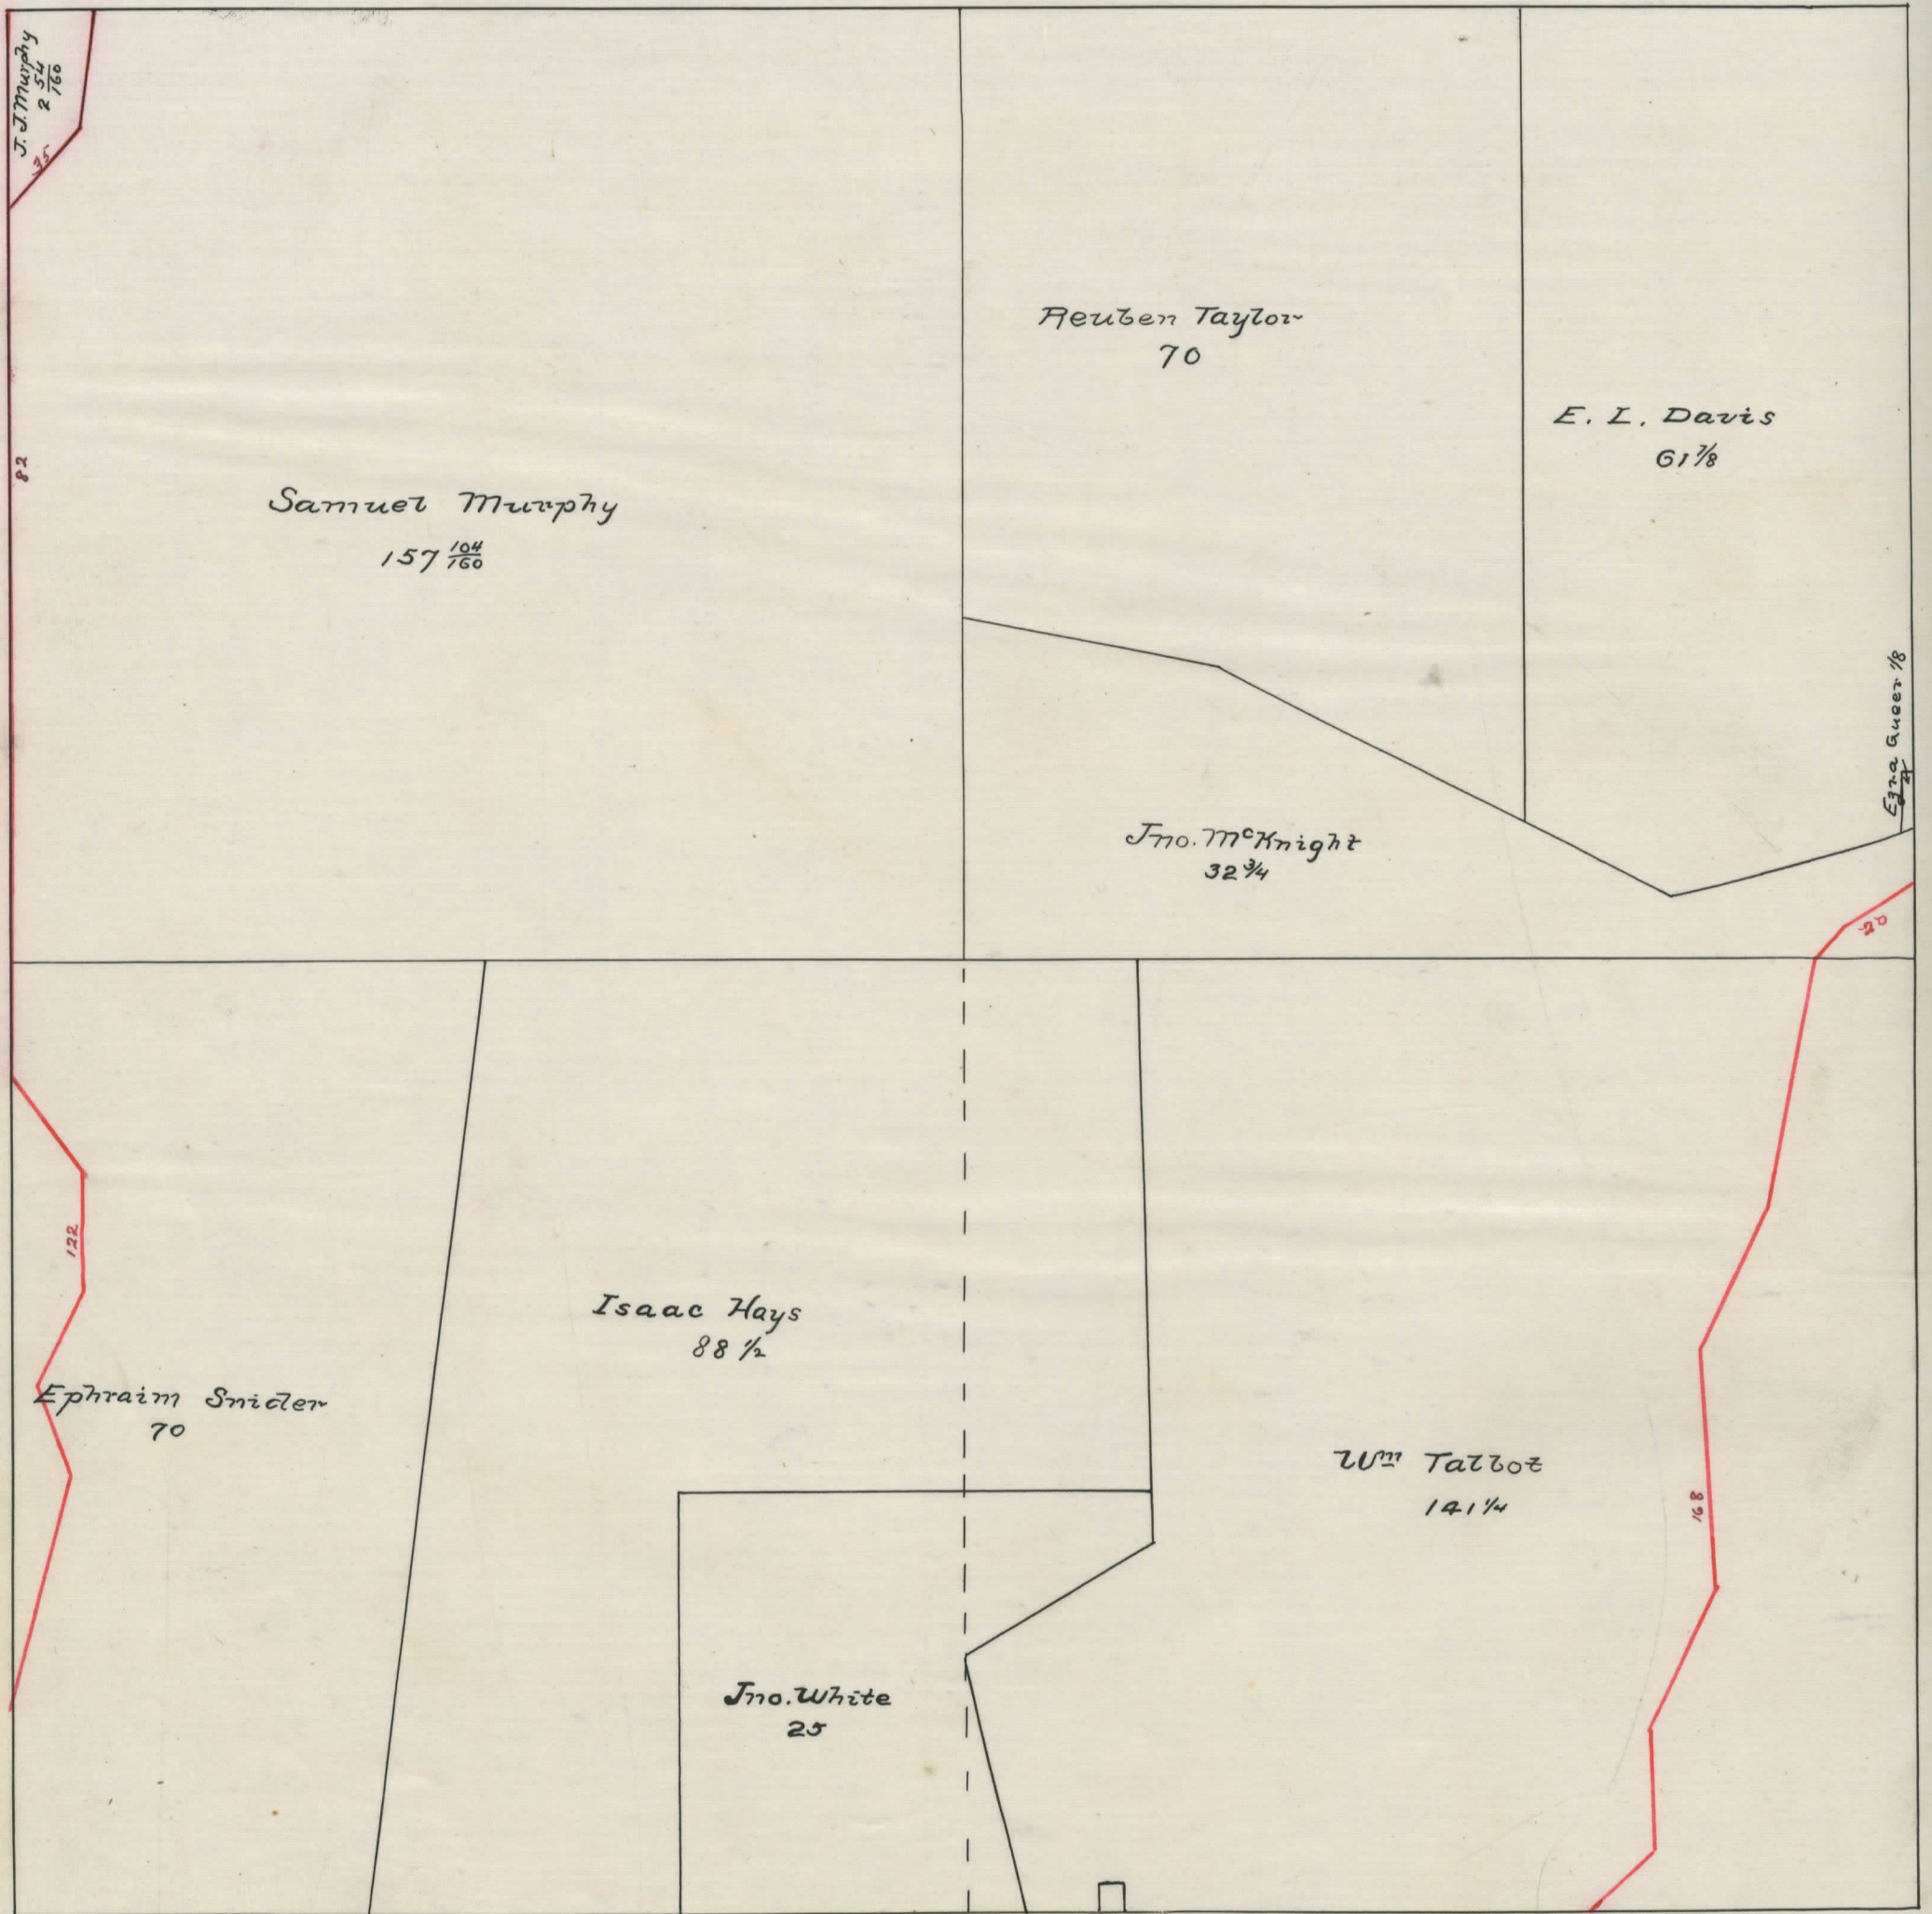 J. J. Murphy
2 54/160
35
82
Samuel Murphy
157 104/160
Reuben Taylor
70
E. L. Davis
61 7/8
Ezra Queer 1/8
Jno. McKnight
32 3/4
20
122
Ephraim Snider
70
Isaac Hays
88 1/2
Wm Talbot
141 1/4
168
Jno. White
25